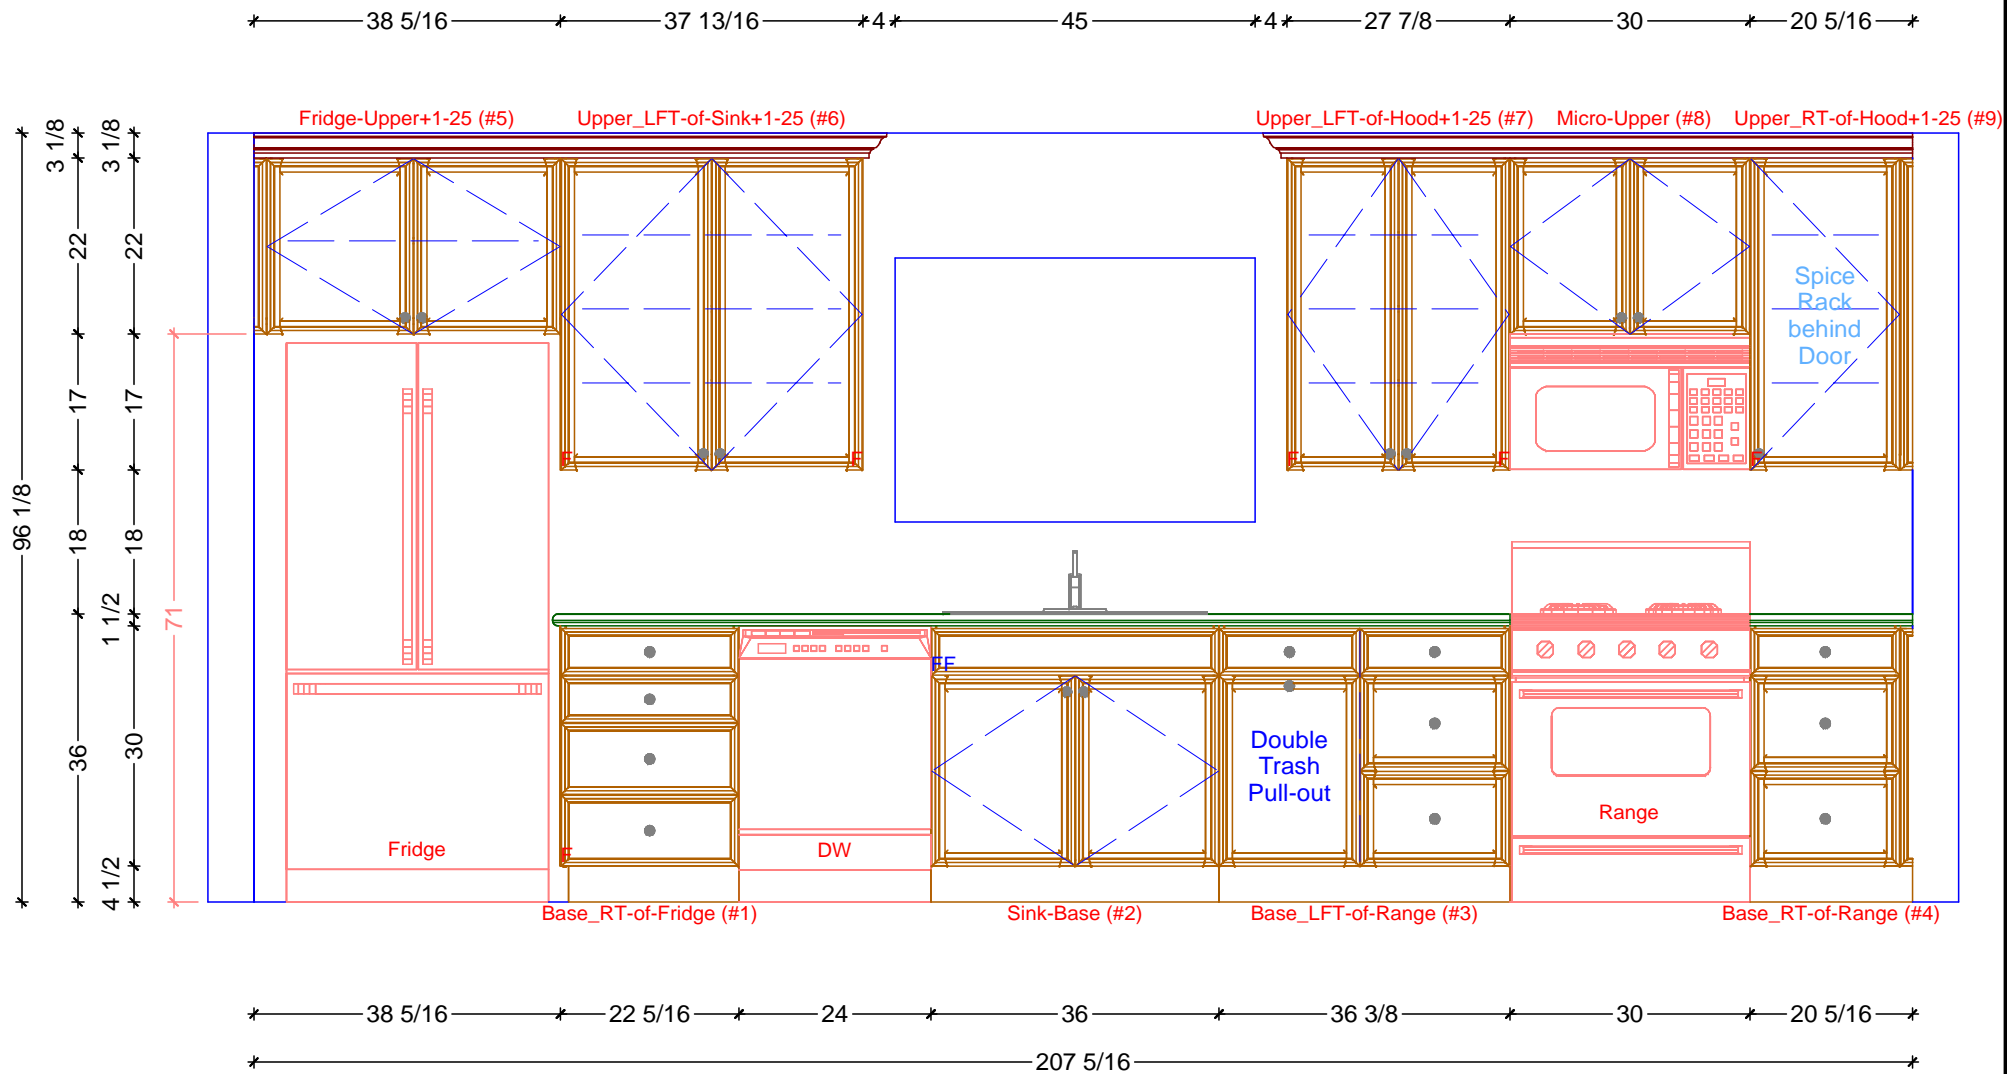 38 5/16 37 13/16 4 45 4 27 7/8 30 20 5/16
Fridge-Upper+1-25 (#5) Upper_LFT-of-Sink+1-25 (#6) Upper_LFT-of-Hood+1-25 (#7) Micro-Upper (#8) Upper_RT-of-Hood+1-25 (#9)
3 1/8 3 1/8
22 22
Spice
Rack
behind
Door
17 17
F F F F F
96 1/8
18 18
1 1/2
71
FF
36 30
Double
Trash
Pull-out
Range
Fridge F DW
4 1/2
Base_RT-of-Fridge (#1) Sink-Base (#2) Base_LFT-of-Range (#3) Base_RT-of-Range (#4)
38 5/16 22 5/16 24 36 36 3/8 30 20 5/16
207 5/16